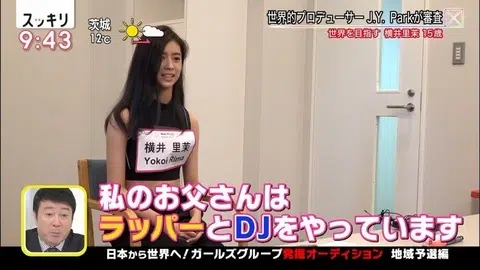 スッキリ
9:43
茨城
12℃
世界的プロデューサー J.Y. Parkが審査
世界を目指す 横井里茉 15歳
横井 里茉
Yokoi Rima
私のお父さんは
ラッパーとDJをやっています
日本から世界へ!ガールズグループ発掘オーディション 地域予選編